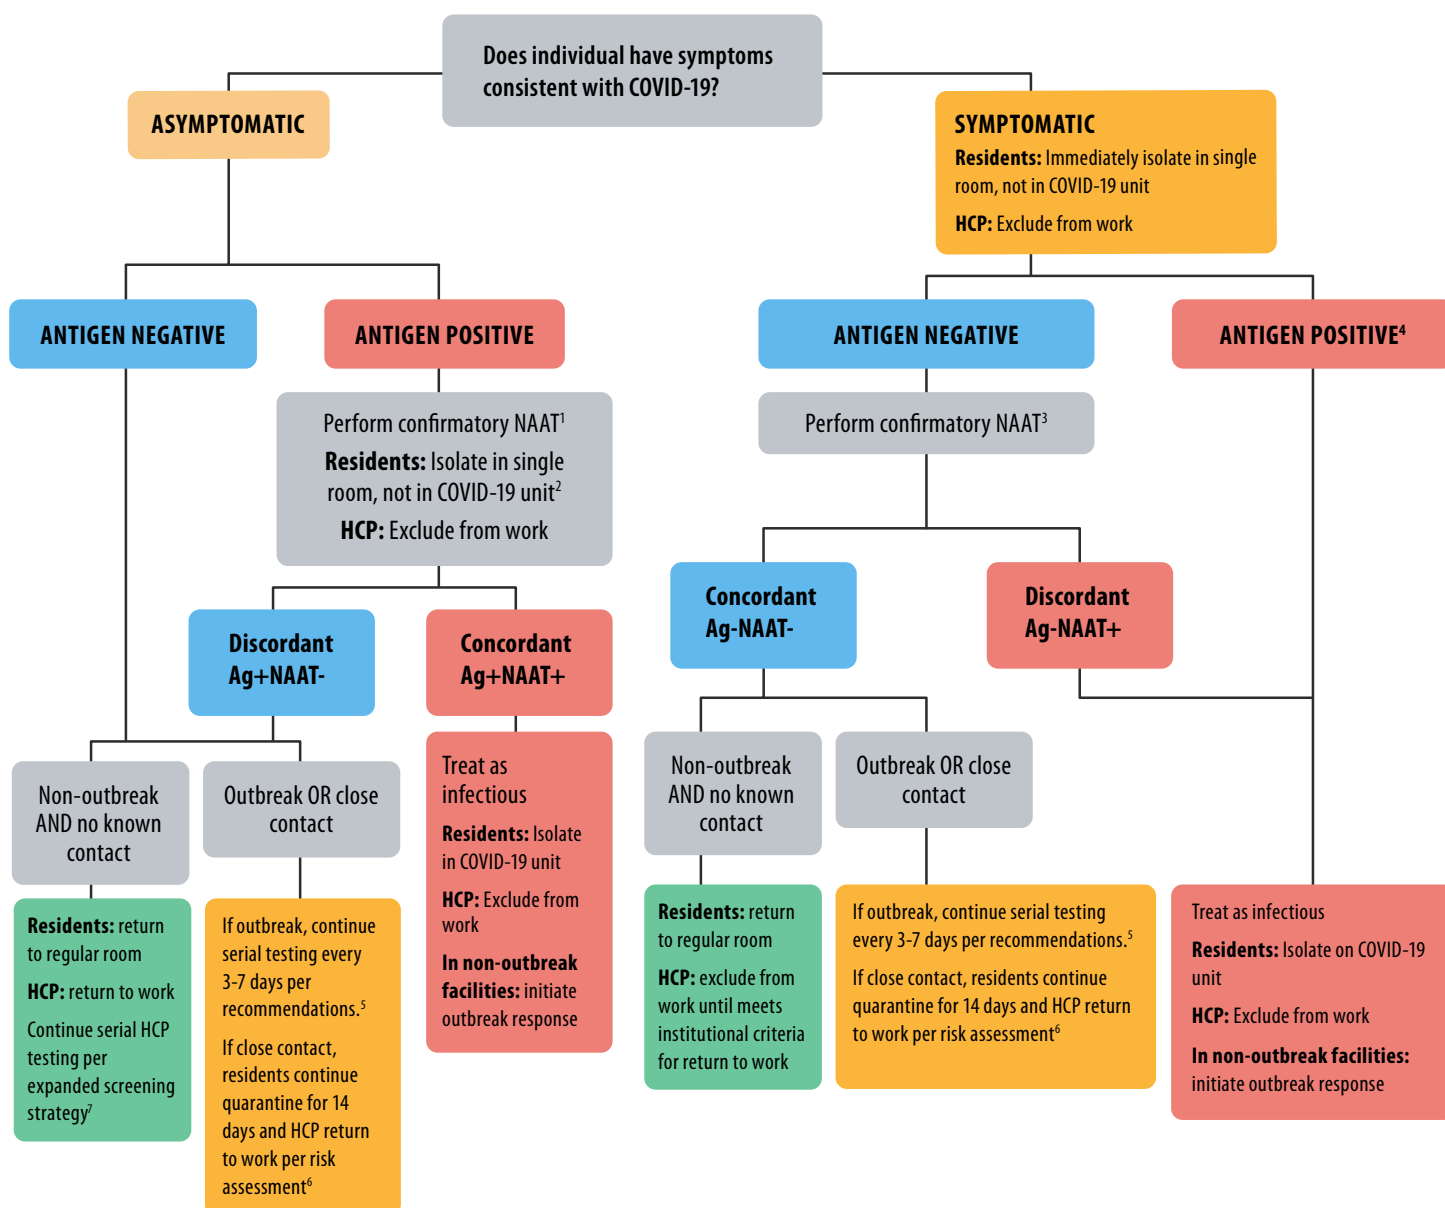 Does individual have symptoms
consistent with COVID-19?
ASYMPTOMATIC
SYMPTOMATIC
Residents: Immediately isolate in single
room, not in COVID-19 unit
HCP: Exclude from work
ANTIGEN NEGATIVE
ANTIGEN POSITIVE
ANTIGEN NEGATIVE
ANTIGEN POSITIVE⁴
Perform confirmatory NAAT¹
Residents: Isolate in single
room, not in COVID-19 unit²
HCP: Exclude from work
Perform confirmatory NAAT³
Discordant
Ag+NAAT-
Concordant
Ag+NAAT+
Concordant
Ag-NAAT-
Discordant
Ag-NAAT+
Non-outbreak
AND no known
contact
Outbreak OR close
contact
Treat as
infectious
Residents: Isolate
in COVID-19 unit
HCP: Exclude from
work
In non-outbreak
facilities: initiate
outbreak response
Non-outbreak
AND no known
contact
Outbreak OR close
contact
Residents: return
to regular room
HCP: return to work
Continue serial HCP
testing per
expanded screening
strategy⁷
If outbreak, continue
serial testing every
3-7 days per
recommendations.⁵
If close contact,
residents continue
quarantine for 14
days and HCP return
to work per risk
assessment⁶
Residents: return
to regular room
HCP: exclude from
work until meets
institutional criteria
for return to work
If outbreak, continue serial testing
every 3-7 days per recommendations.⁵
If close contact, residents continue
quarantine for 14 days and HCP return
to work per risk assessment⁶
Treat as infectious
Residents: Isolate on COVID-19
unit
HCP: Exclude from work
In non-outbreak facilities:
initiate outbreak response